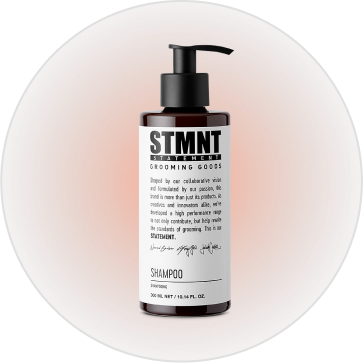 STMNT
STATEMENT
GROOMING GOODS
Shaped by our collaborative vision
and formulated by our passion, this
brand is more than just its products. As
creatives and innovators alike, we've
developed a high performance range
to not only contribute, but help rewrite
the standards of grooming. This is our
STATEMENT.
SHAMPOO
SHAMPOOING
300 ML NET / 10.14 FL. OZ.